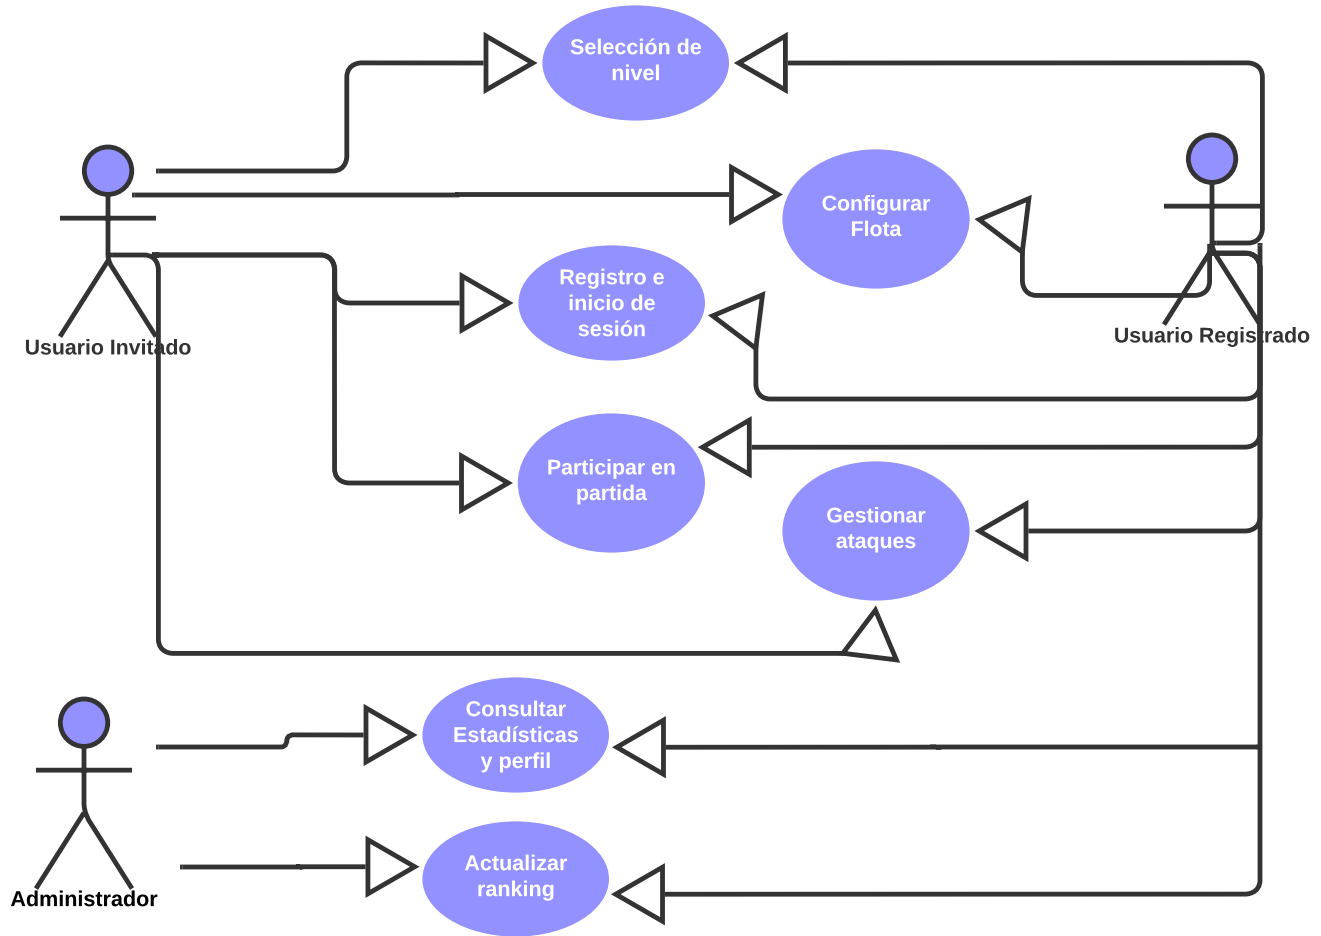 Selección de
nivel
Configurar
Flota
Registro e
inicio de
sesión
Usuario Invitado
Usuario Registrado
Participar en
partida
Gestionar
ataques
Consultar
Estadísticas
y perfil
Actualizar
ranking
Administrador